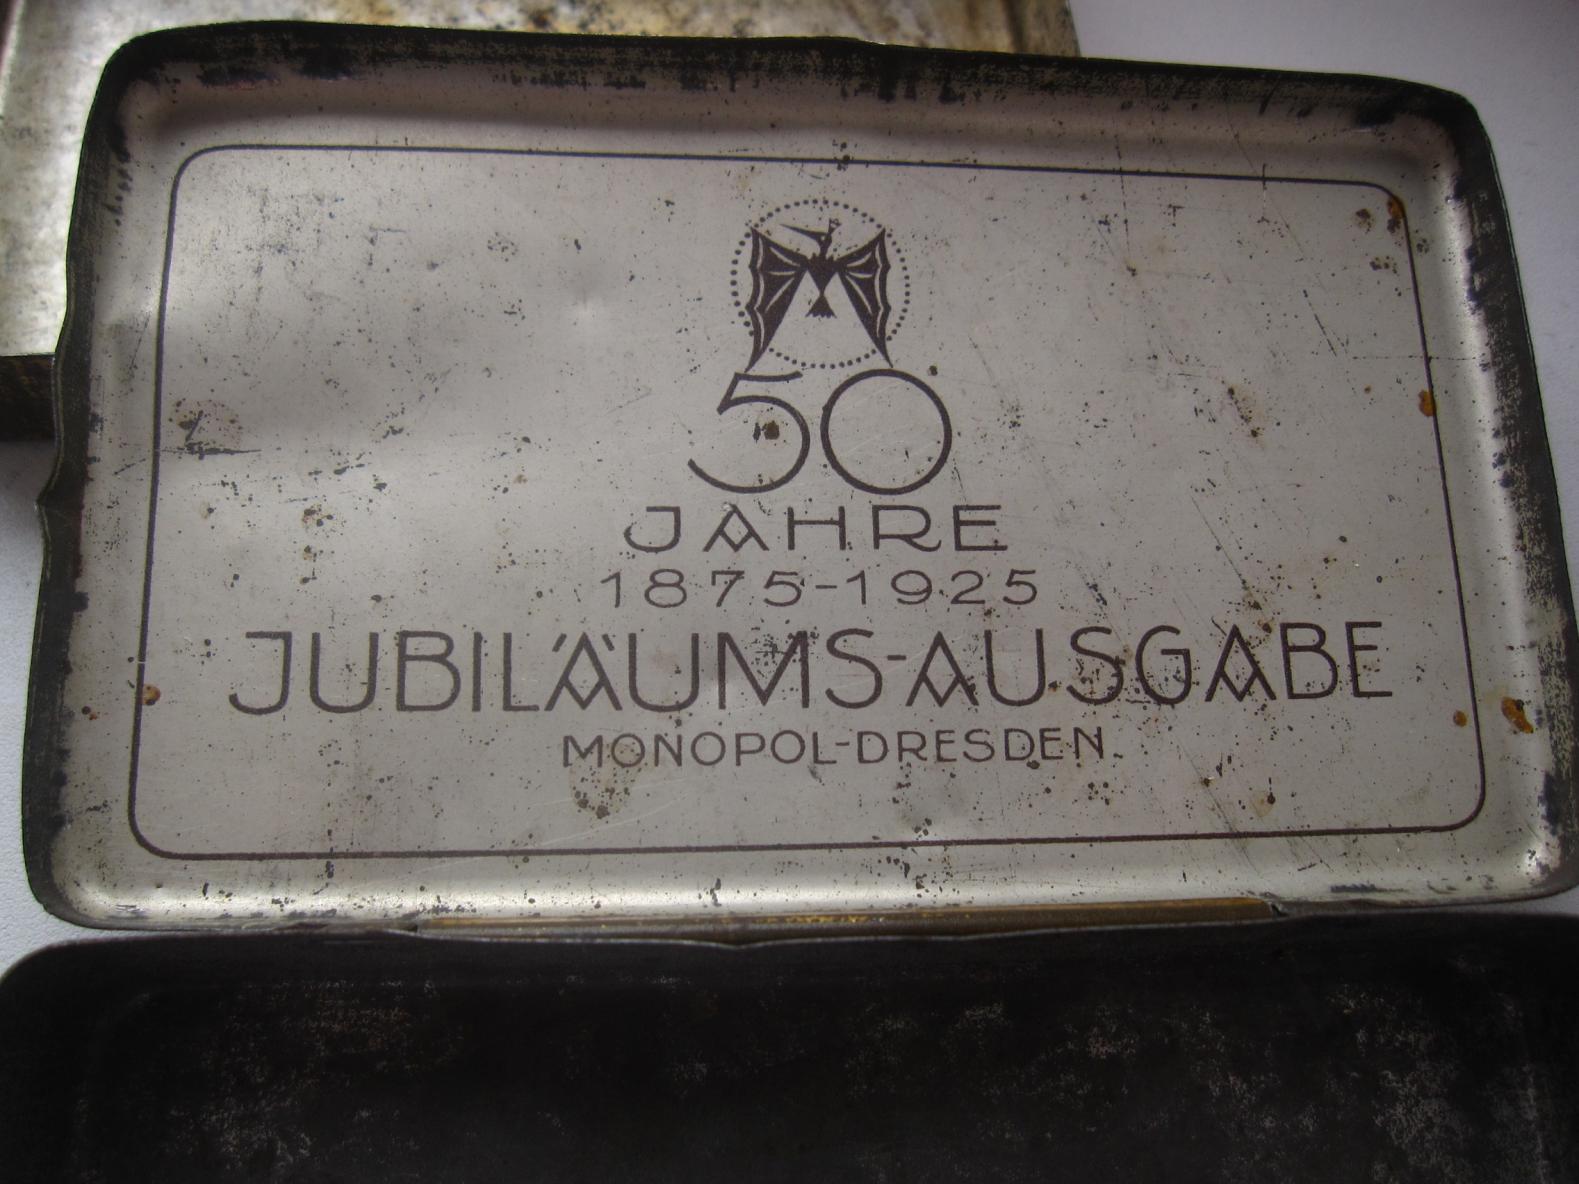 50
JAHRE
1875-1925
JUBILÄUMS-AUSGABE
MONOPOL-DRESDEN